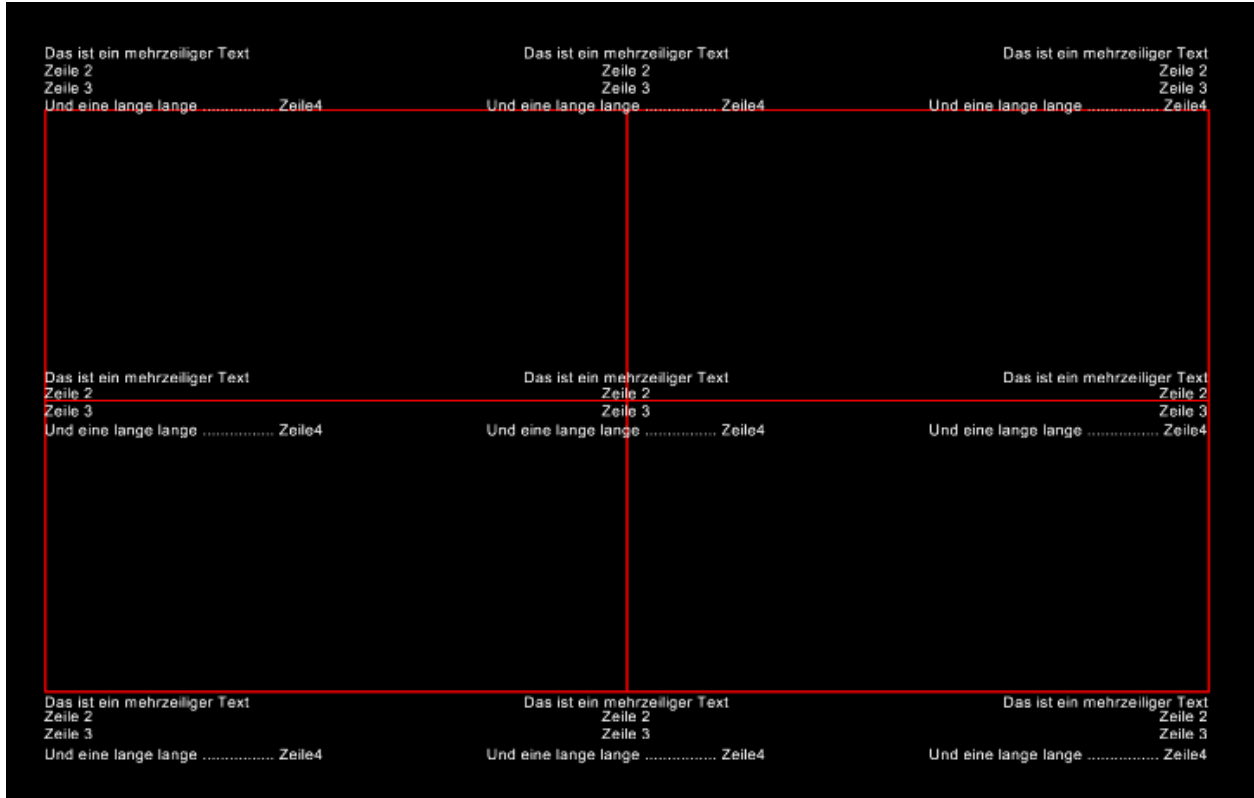 Das ist ein mehrzeiliger Text
Zeile 2
Zeile 3
Und eine lange lange ................ Zeile4
Das ist ein mehrzeiliger Text
Zeile 2
Zeile 3
Und eine lange lange ................ Zeile4
Das ist ein mehrzeiliger Text
Zeile 2
Zeile 3
Und eine lange lange ................ Zeile4
Das ist ein mehrzeiliger Text
Zeile 2
Zeile 3
Und eine lange lange ................ Zeile4
Das ist ein mehrzeiliger Text
Zeile 2
Zeile 3
Und eine lange lange ................ Zeile4
Das ist ein mehrzeiliger Text
Zeile 2
Zeile 3
Und eine lange lange ................ Zeile4
Das ist ein mehrzeiliger Text
Zeile 2
Zeile 3
Und eine lange lange ................ Zeile4
Das ist ein mehrzeiliger Text
Zeile 2
Zeile 3
Und eine lange lange ................ Zeile4
Das ist ein mehrzeiliger Text
Zeile 2
Zeile 3
Und eine lange lange ................ Zeile4